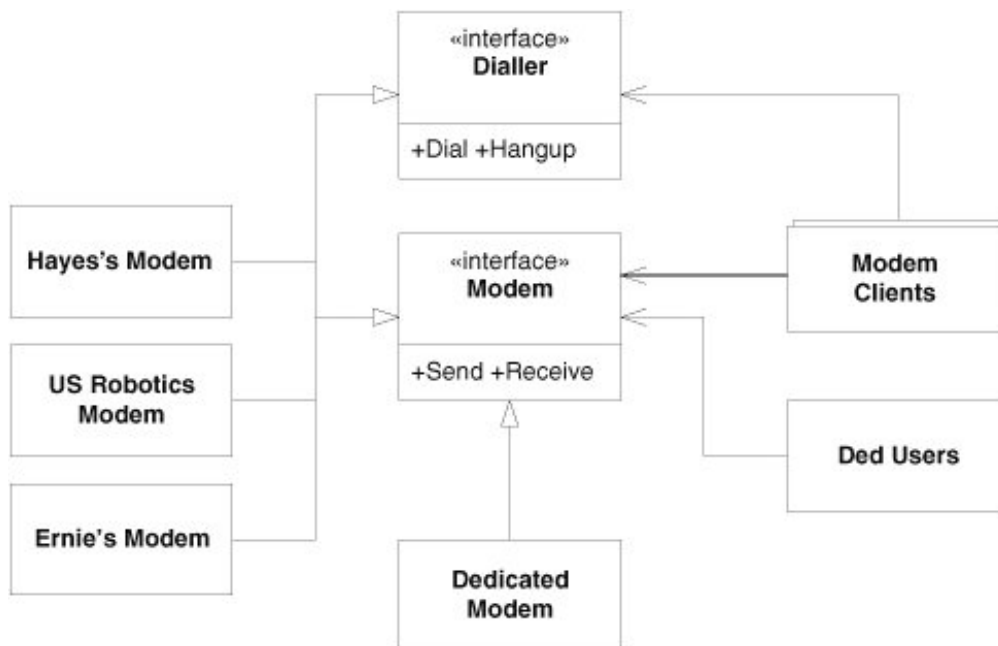 «interface»
Dialler
+Dial +Hangup
Hayes's Modem
«interface»
Modem
+Send +Receive
Modem
Clients
US Robotics
Modem
Ded Users
Ernie's Modem
Dedicated
Modem